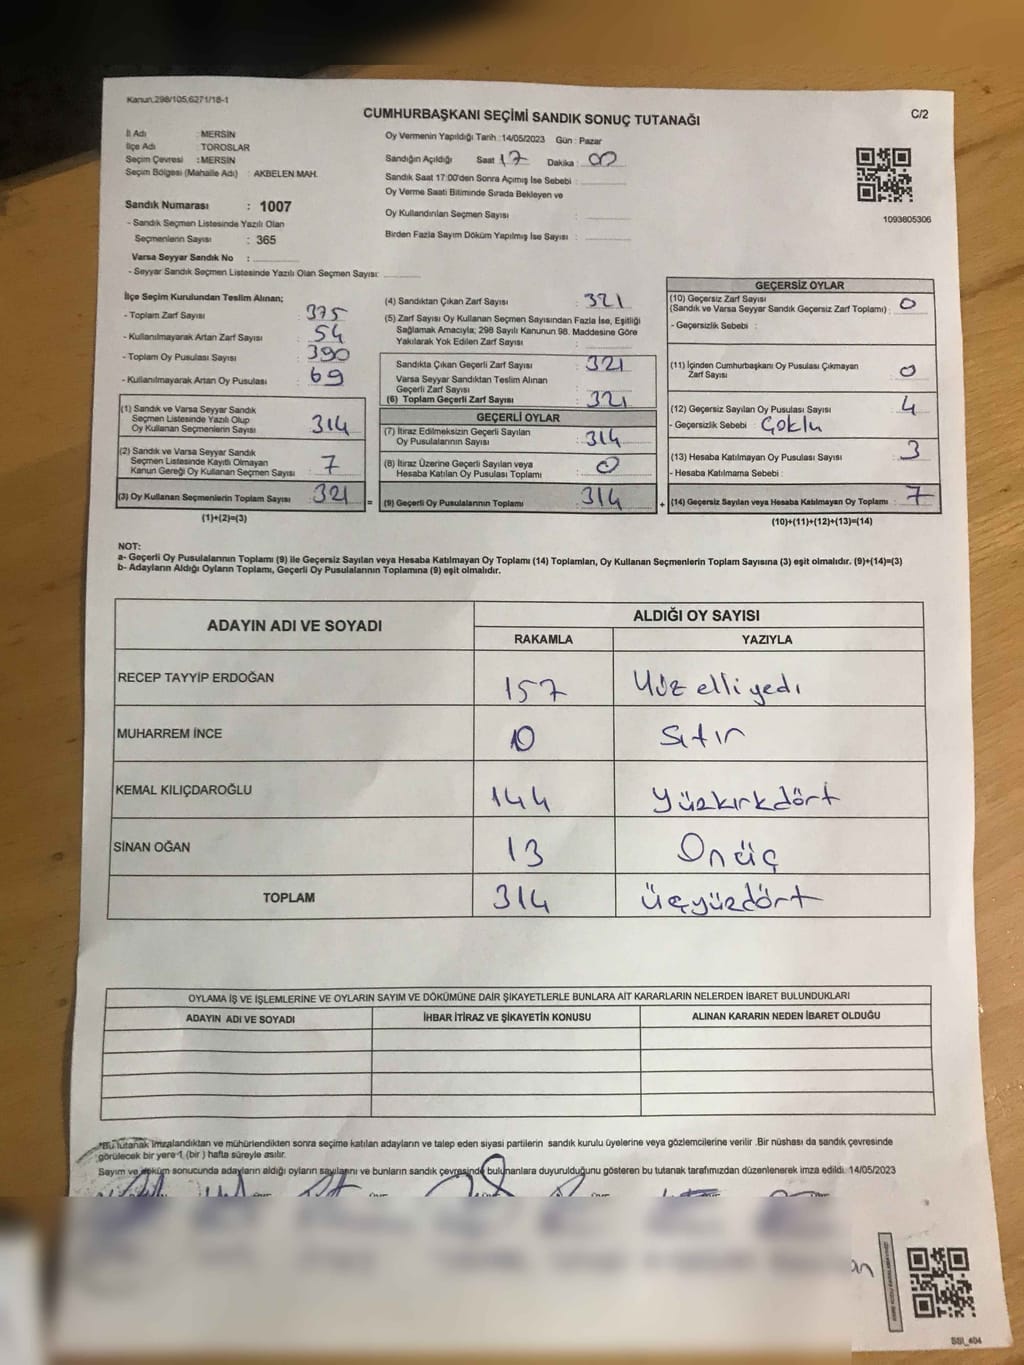 Kanun.298/105,6271/18-1
CUMHURBAŞKANI SEÇİMİ SANDIK SONUÇ TUTANAĞI
C/2
İl Adı : MERSİN
İlçe Adı : TOROSLAR
Seçim Çevresi : MERSİN
Seçim Bölgesi (Mahalle Adı) : AKBELEN MAH.
Oy Vermenin Yapıldığı Tarih :14/05/2023 Gün : Pazar
Sandığın Açıldığı Saat 17 Dakika : 00
Sandık Saat 17:00'den Sonra Açımış İse Sebebi :
Oy Verme Saati Bitiminde Sırada Bekleyen ve
Oy Kullandırılan Seçmen Sayısı :
Birden Fazla Sayım Döküm Yapılmış İse Sayısı :
1093605306
Sandık Numarası : 1007
- Sandık Seçmen Listesinde Yazılı Olan
Seçmenlerin Sayısı : 365
Varsa Seyyar Sandık No :
- Seyyar Sandık Seçmen Listesinde Yazılı Olan Seçmen Sayısı:
İlçe Seçim Kurulundan Teslim Alınan;
- Toplam Zarf Sayısı : 375
- Kullanılmayarak Artan Zarf Sayısı : 54
- Toplam Oy Pusulası Sayısı : 390
- Kullanılmayarak Artan Oy Pusulası : 69
(1) Sandık ve Varsa Seyyar Sandık
Seçmen Listesinde Yazılı Olup
Oy Kullanan Seçmenlerin Sayısı : 314
(2) Sandık ve Varsa Seyyar Sandık
Seçmen Listesinde Kayıtlı Olmayan
Kanun Gereği Oy Kullanan Seçmen Sayısı : 7
(3) Oy Kullanan Seçmenlerin Toplam Sayısı : 321
(1)+(2)=(3)
(4) Sandıktan Çıkan Zarf Sayısı : 321
(5) Zarf Sayısı Oy Kullanan Seçmen Sayısından Fazla İse, Eşitliği
Sağlamak Amacıyla; 298 Sayılı Kanunun 98. Maddesine Göre
Yakılarak Yok Edilen Zarf Sayısı :
Sandıkta Çıkan Geçerli Zarf Sayısı : 321
Varsa Seyyar Sandıktan Teslim Alınan
Geçerli Zarf Sayısı :
(6) Toplam Geçerli Zarf Sayısı : 321
GEÇERLİ OYLAR
(7) İtiraz Edilmeksizin Geçerli Sayılan
Oy Pusulalarının Sayısı : 314
(8) İtiraz Üzerine Geçerli Sayılan veya
Hesaba Katılan Oy Pusulası Toplamı : 0
= (9) Geçerli Oy Pusulalarının Toplamı : 314
GEÇERSİZ OYLAR
(10) Geçersiz Zarf Sayısı
(Sandık ve Varsa Seyyar Sandık Geçersiz Zarf Toplamı) : 0
- Geçersizlik Sebebi :
(11) İçinden Cumhurbaşkanı Oy Pusulası Çıkmayan
Zarf Sayısı : 0
(12) Geçersiz Sayılan Oy Pusulası Sayısı : 4
- Geçersizlik Sebebi : Çoklu
(13) Hesaba Katılmayan Oy Pusulası Sayısı : 3
- Hesaba Katılmama Sebebi :
+ (14) Geçersiz Sayılan veya Hesaba Katılmayan Oy Toplamı : 7
(10)+(11)+(12)+(13)=(14)
NOT:
a- Geçerli Oy Pusulalarının Toplamı (9) ile Geçersiz Sayılan veya Hesaba Katılmayan Oy Toplamı (14) Toplamları, Oy Kullanan Seçmenlerin Toplam Sayısına (3) eşit olmalıdır. (9)+(14)=(3)
b- Adayların Aldığı Oyların Toplamı, Geçerli Oy Pusulalarının Toplamına (9) eşit olmalıdır.
ADAYIN ADI VE SOYADI
ALDIĞI OY SAYISI
RAKAMLA YAZIYLA
RECEP TAYYİP ERDOĞAN 157 Yüz elli yedi
MUHARREM İNCE 0 Sıfır
KEMAL KILIÇDAROĞLU 144 Yüzkırkdört
SİNAN OĞAN 13 Onüç
TOPLAM 314 Üçyüzdört
OYLAMA İŞ VE İŞLEMLERİNE VE OYLARIN SAYIM VE DÖKÜMÜNE DAİR ŞİKAYETLERLE BUNLARA AİT KARARLARIN NELERDEN İBARET BULUNDUKLARI
ADAYIN ADI VE SOYADI İHBAR İTİRAZ VE ŞİKAYETİN KONUSU ALINAN KARARIN NEDEN İBARET OLDUĞU
*Bu tutanak imzalandıktan ve mühürlendikten sonra seçime katılan adayların ve talep eden siyasi partilerin sandık kurulu üyelerine veya gözlemcilerine verilir .Bir nüshası da sandık çevresinde
görülecek bir yere 1 (bir ) hafta süreyle asılır.
Sayım ve döküm sonucunda adayların aldığı oyların sayılarını ve bunların sandık çevresinde bulunanlara duyurulduğunu gösteren bu tutanak tarafımızdan düzenlenerek imza edildi. 14/05/2023